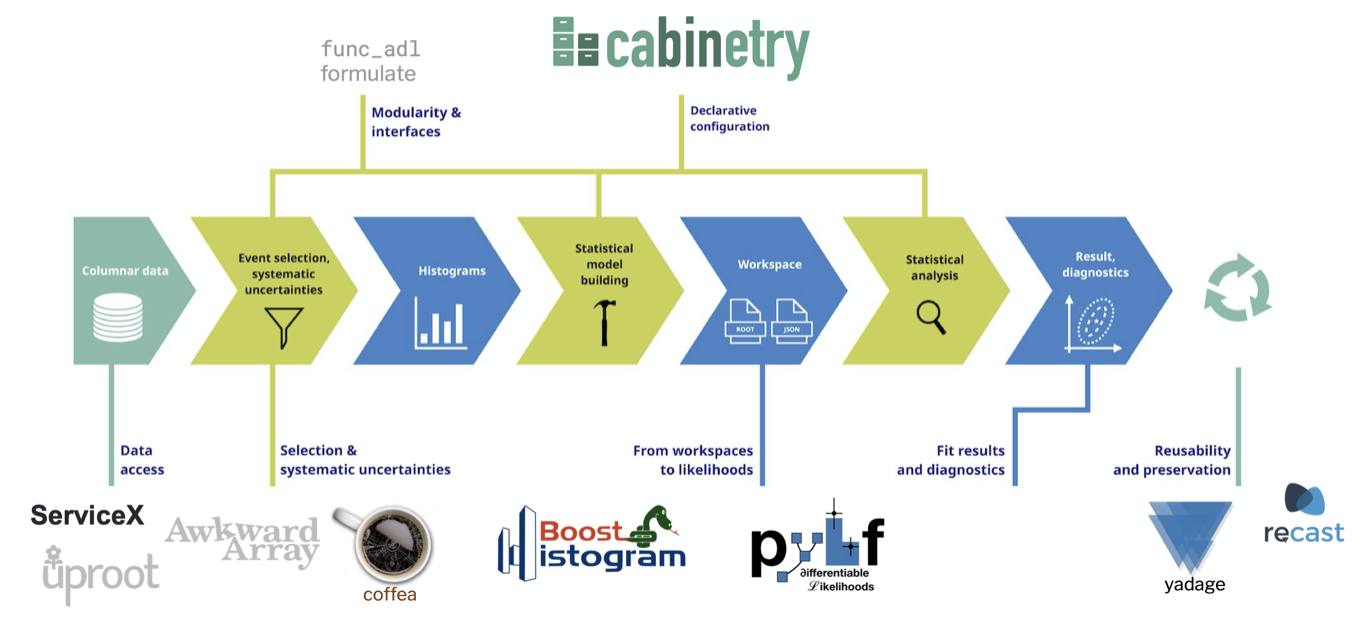 func_adl
formulate
cabinetry
Modularity &
interfaces
Declarative
configuration
Columnar data
Event selection,
systematic
uncertainties
Histograms
Statistical
model
building
Workspace
ROOT
JSON
Statistical
analysis
Result,
diagnostics
Data
access
Selection &
systematic uncertainties
From workspaces
to likelihoods
Fit results
and diagnostics
Reusability
and preservation
ServiceX
uproot
Awkward
Array
coffea
Boost
Histogram
pyhf
∂ifferentiable
ℒikelihoods
yadage
recast